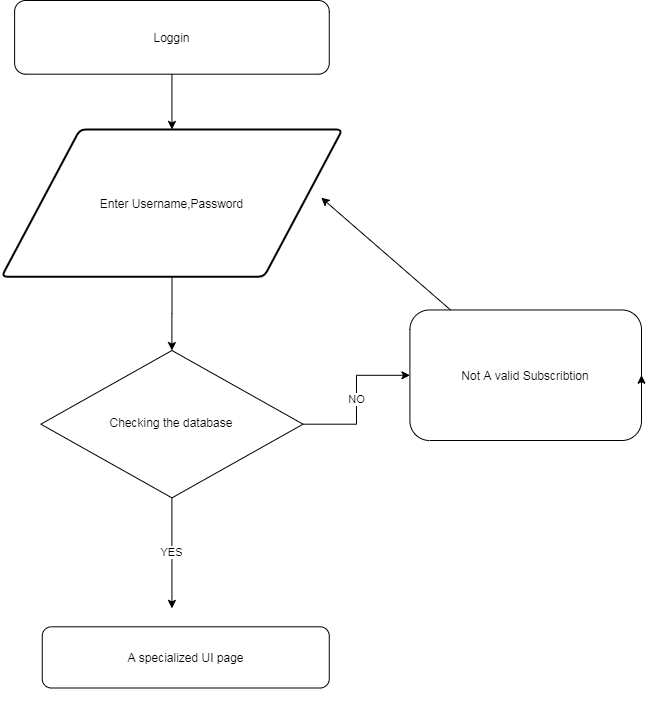 Loggin
Enter Username,Password
Not A valid Subscribtion
NO
Checking the database
YES
A specialized UI page